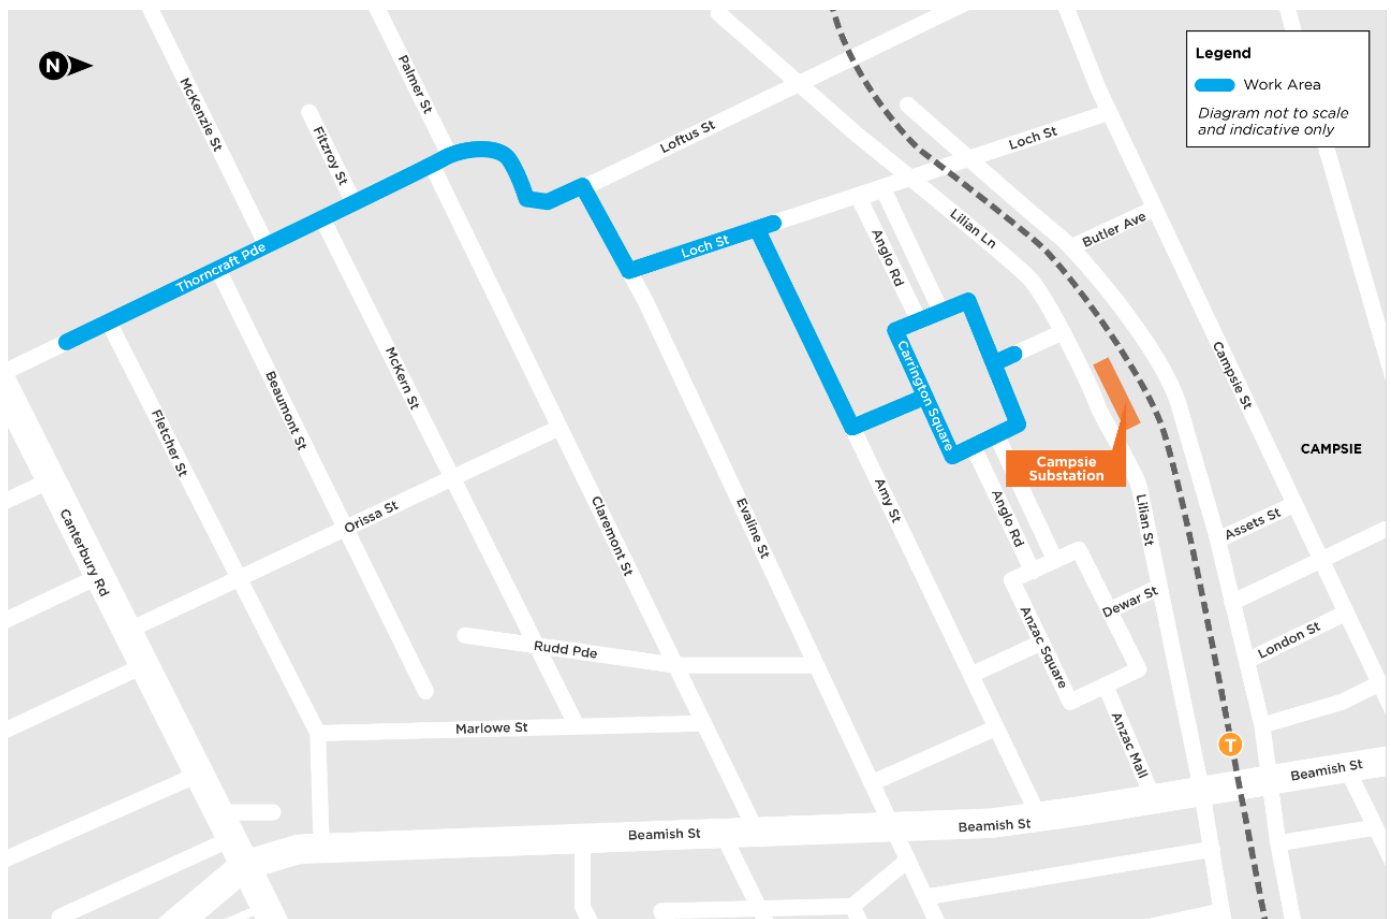 N
Legend
Work Area
Diagram not to scale
and indicative only
McKenzie St
Palmer St
Fitzroy St
Loftus St
Loch St
Lilian Ln
Butler Ave
Anglo Rd
Loch St
Thorncraft Pde
Carrington Square
Campsie St
McKern St
Beaumont St
Fletcher St
CAMPSIE
Campsie
Substation
Canterbury Rd
Orissa St
Claremont St
Evaline St
Amy St
Anglo Rd
Lilian St
Assets St
Dewar St
Anzac Square
London St
Rudd Pde
Marlowe St
Anzac Mall
T
Beamish St
Beamish St
Beamish St